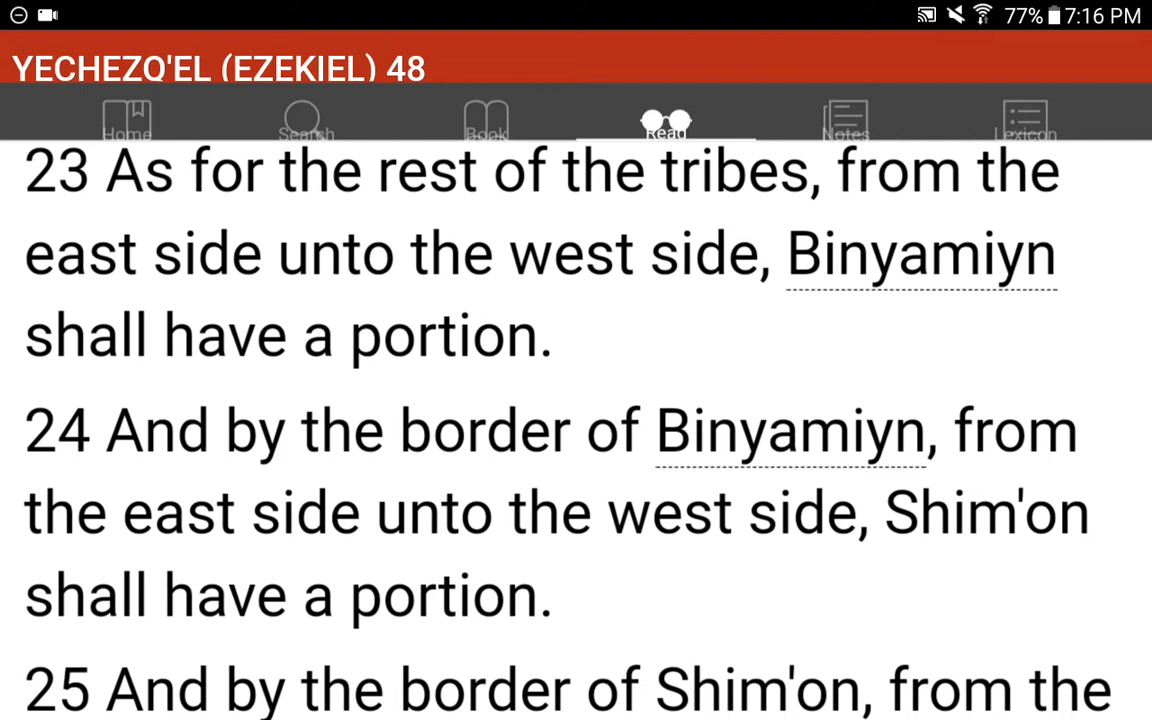 77% 7:16 PM
YECHEZQ'EL (EZEKIEL) 48
Home Search Book Read Notes Lexicon
23 As for the rest of the tribes, from the
east side unto the west side, Binyamiyn
shall have a portion.
24 And by the border of Binyamiyn, from
the east side unto the west side, Shim'on
shall have a portion.
25 And by the border of Shim'on, from the